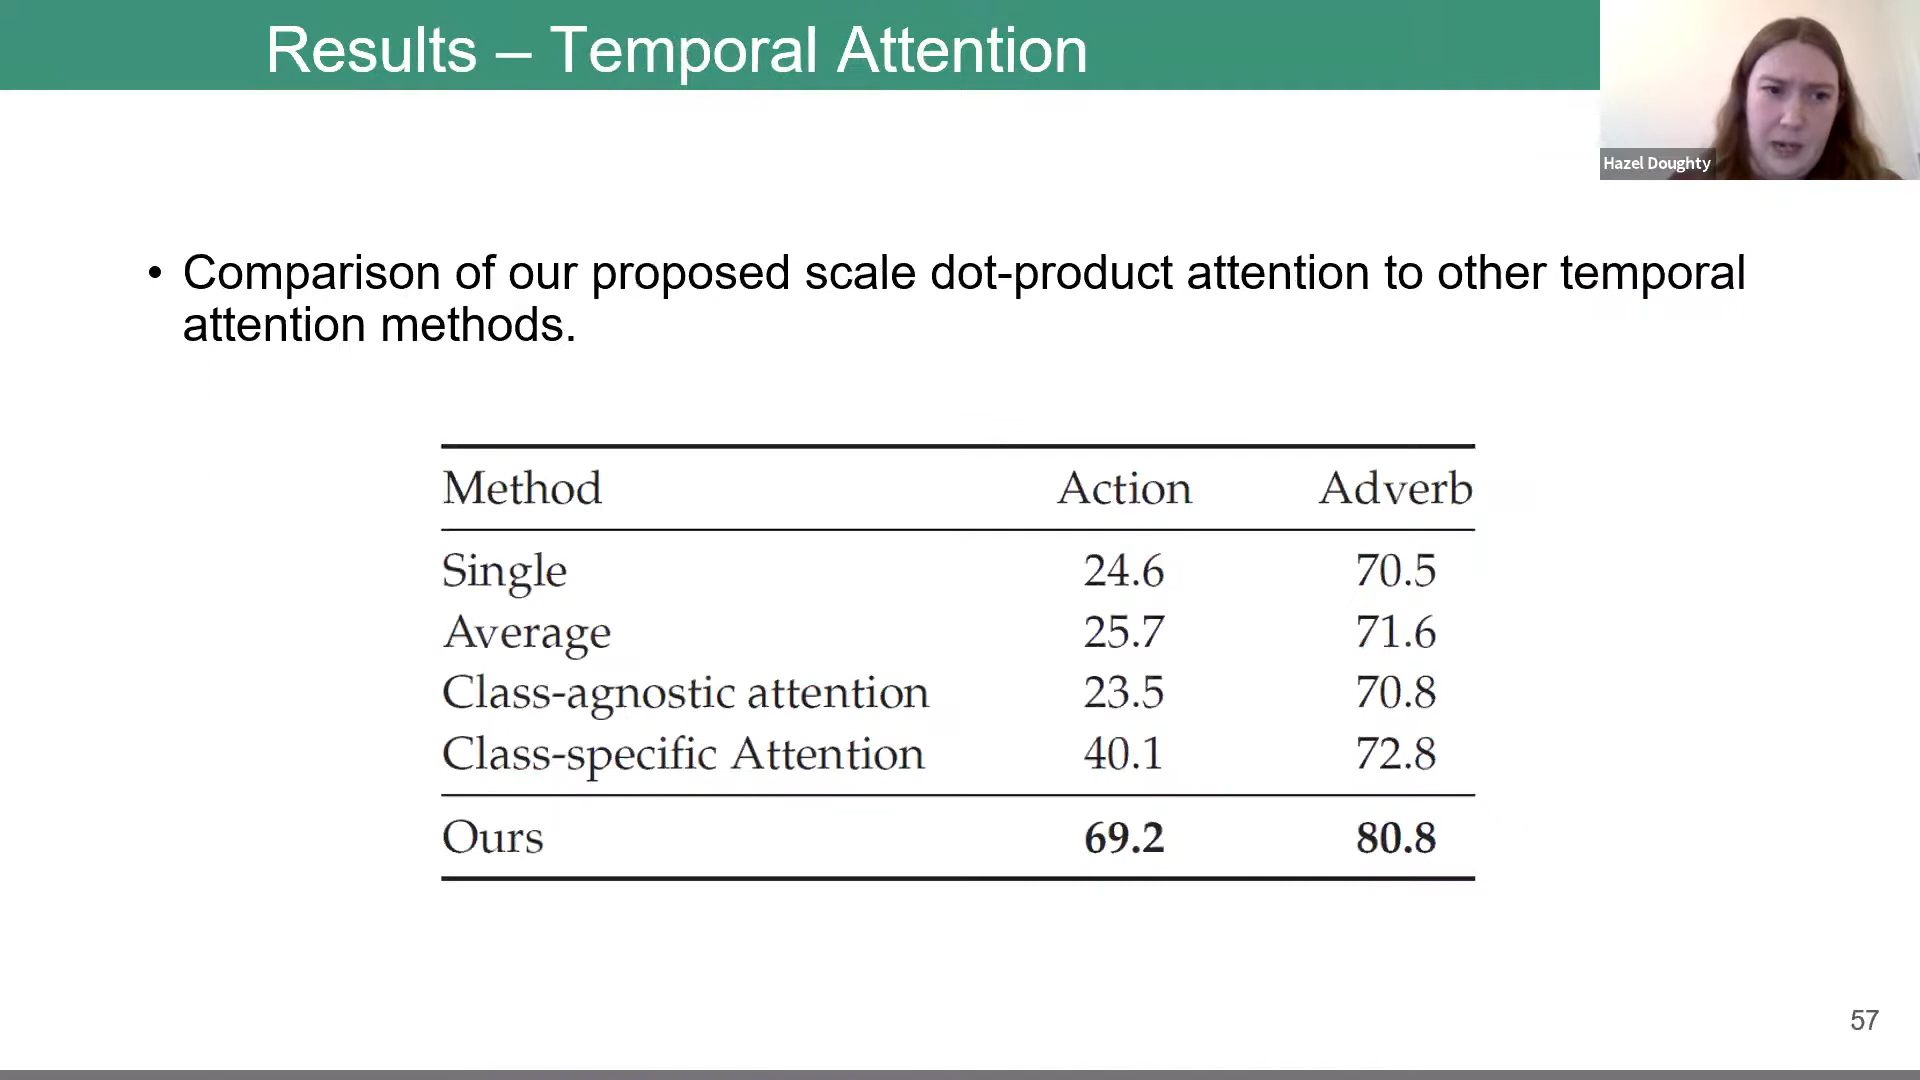 Results – Temporal Attention
Hazel Doughty
• Comparison of our proposed scale dot-product attention to other temporal
attention methods.
Method Action Adverb
Single 24.6 70.5
Average 25.7 71.6
Class-agnostic attention 23.5 70.8
Class-specific Attention 40.1 72.8
Ours 69.2 80.8
57